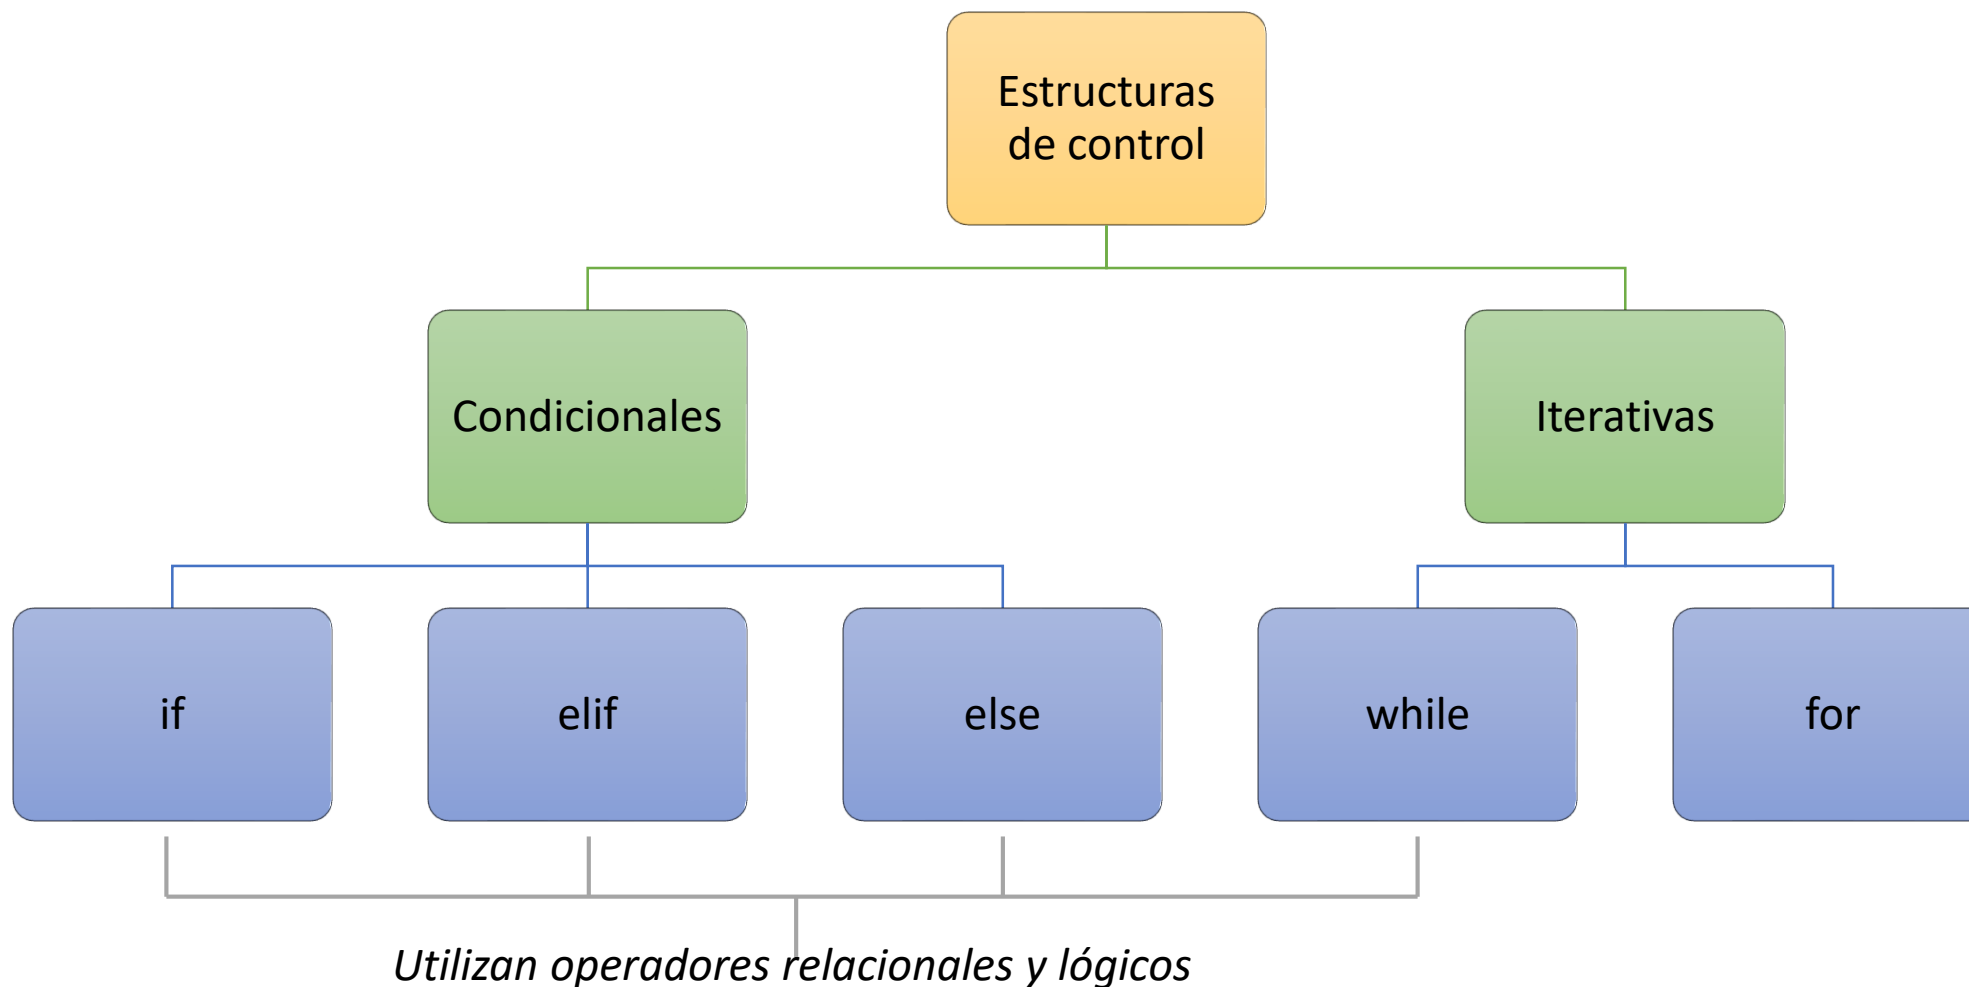 Estructuras
de control
Condicionales
Iterativas
if
elif
else
while
for
Utilizan operadores relacionales y lógicos